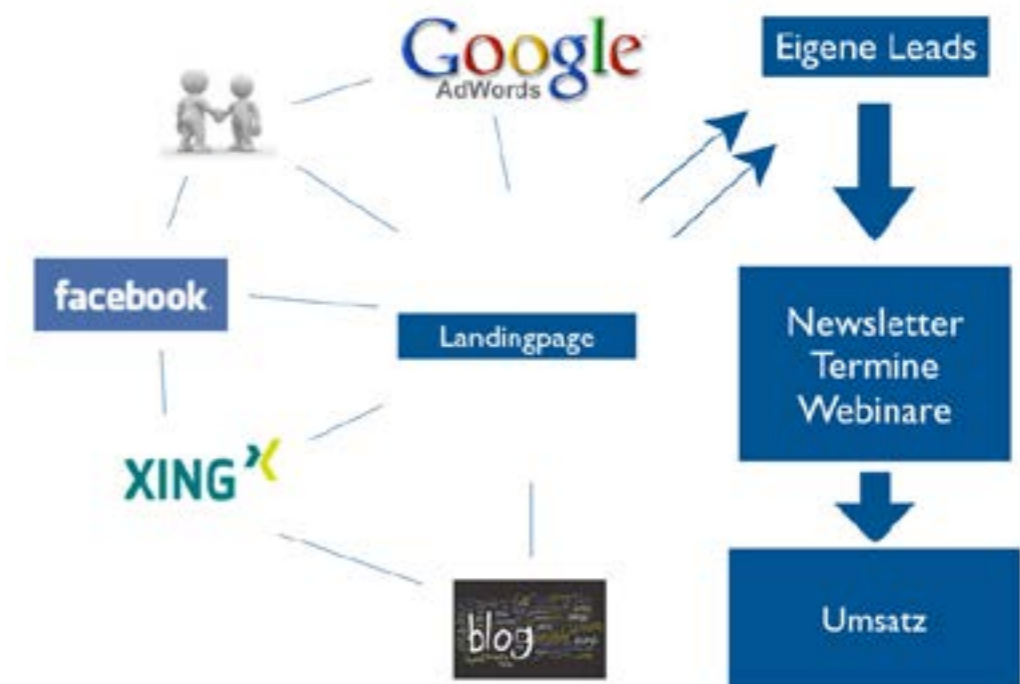 Google
AdWords
Eigene Leads
facebook
Landingpage
Newsletter
Termine
Webinare
XING
blog
Umsatz